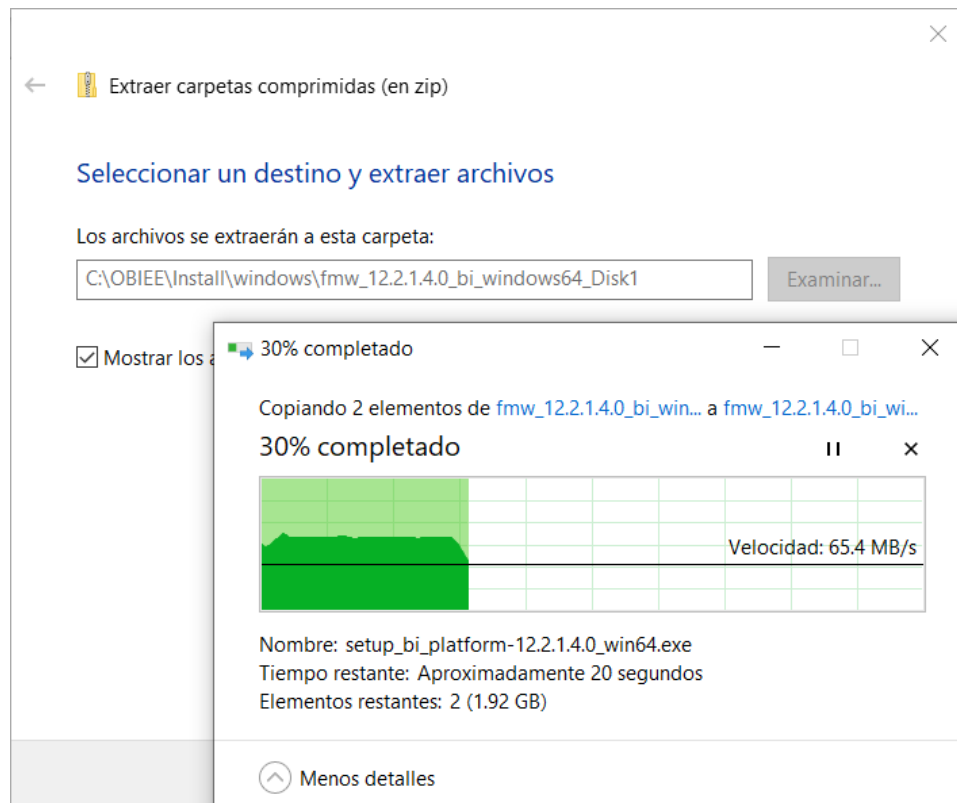 Extraer carpetas comprimidas (en zip)
Seleccionar un destino y extraer archivos
Los archivos se extraerán a esta carpeta:
C:\OBIEE\Install\windows\fmw_12.2.1.4.0_bi_windows64_Disk1
Examinar...
Mostrar los
30% completado
Copiando 2 elementos de fmw_12.2.1.4.0_bi_win... a fmw_12.2.1.4.0_bi_wi...
30% completado
Velocidad: 65.4 MB/s
Nombre: setup_bi_platform-12.2.1.4.0_win64.exe
Tiempo restante: Aproximadamente 20 segundos
Elementos restantes: 2 (1.92 GB)
Menos detalles